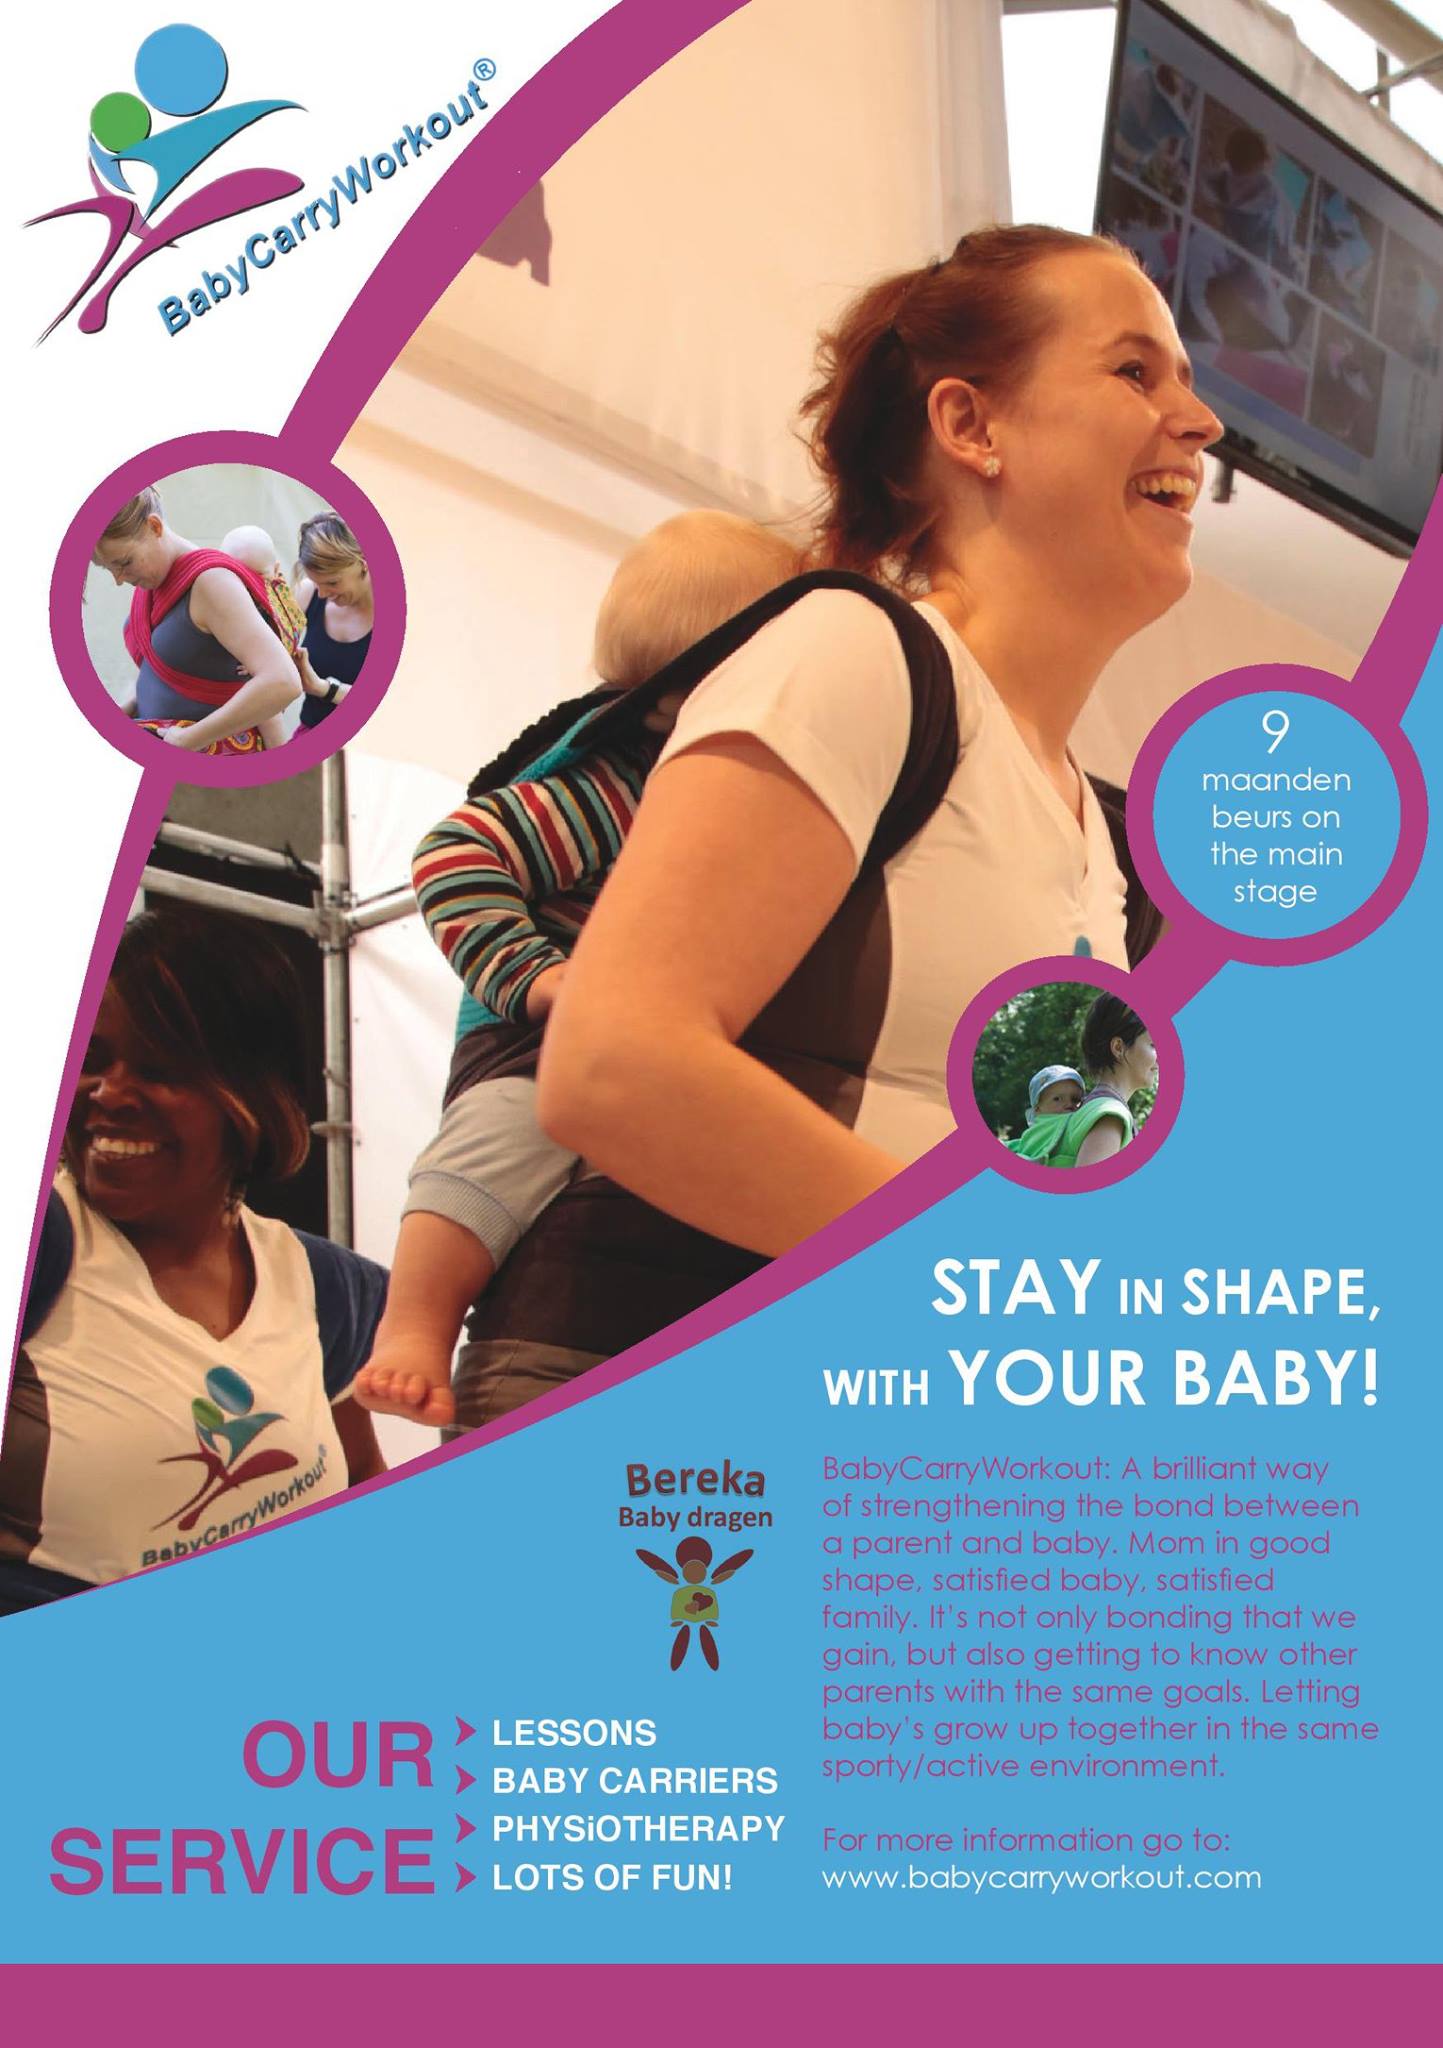 BabyCarryWorkout®
9
maanden
beurs on
the main
stage
STAY IN SHAPE,
WITH YOUR BABY!
BabyCarryWorkout®
Bereka
Baby dragen
BabyCarryWorkout: A brilliant way
of strengthening the bond between
a parent and baby. Mom in good
shape, satisfied baby, satisfied
family. It's not only bonding that we
gain, but also getting to know other
parents with the same goals. Letting
baby's grow up together in the same
sporty/active environment.
For more information go to:
www.babycarryworkout.com
OUR
SERVICE
LESSONS
BABY CARRIERS
PHYSiOTHERAPY
LOTS OF FUN!